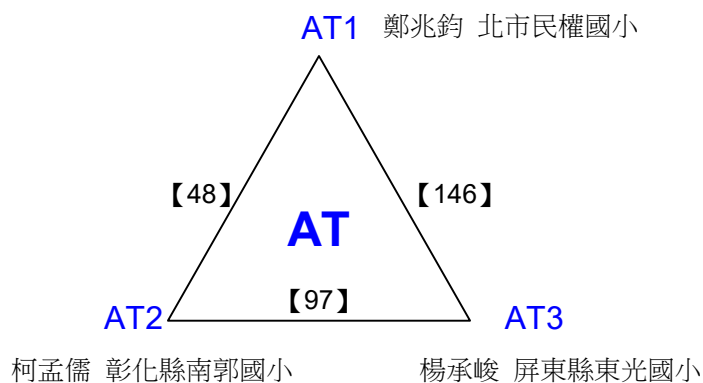 AT1 鄭兆鈞 北市民權國小
【48】 【146】
AT
【97】
AT2 AT3
柯孟儒 彰化縣南郭國小 楊承峻 屏東縣東光國小